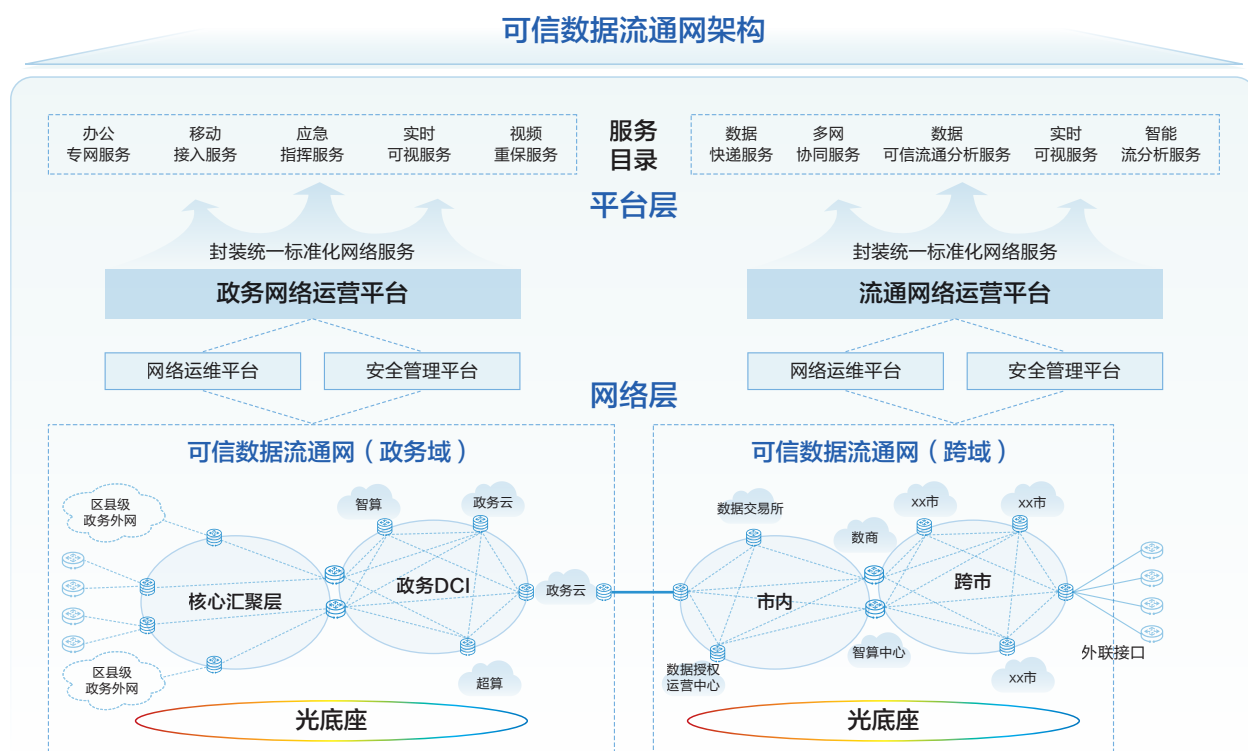 可信数据流通网架构
办公
专网服务
移动
接入服务
应急
指挥服务
实时
可视服务
视频
重保服务
服务
目录
数据
快递服务
多网
协同服务
数据
可信流通分析服务
实时
可视服务
智能
流分析服务
平台层
封装统一标准化网络服务
封装统一标准化网络服务
政务网络运营平台
流通网络运营平台
网络运维平台
安全管理平台
网络运维平台
安全管理平台
网络层
可信数据流通网（政务域）
区县级
政务外网
智算
政务云
核心汇聚层
政务DCI
政务云
区县级
政务外网
超算
光底座
可信数据流通网（跨域）
数据交易所
数商
xx市
xx市
市内
跨市
数据授权
运营中心
智算中心
xx市
外联接口
光底座